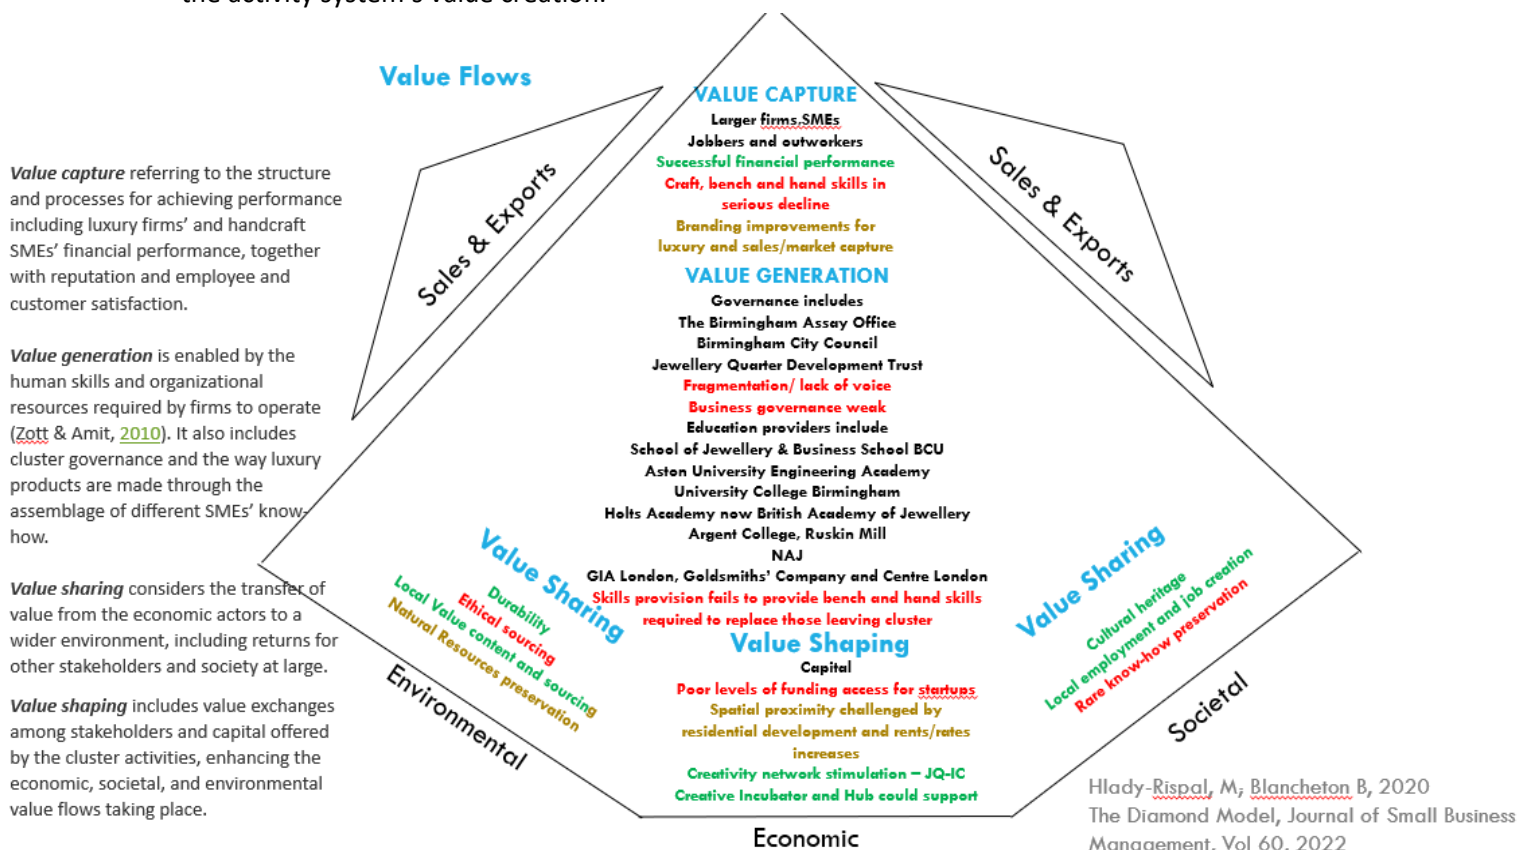 the activity system's value creation.
Value Flows
Value capture referring to the structure
and processes for achieving performance
including luxury firms' and handcraft
SMEs' financial performance, together
with reputation and employee and
customer satisfaction.
Value generation is enabled by the
human skills and organizational
resources required by firms to operate
(Zott & Amit, 2010). It also includes
cluster governance and the way luxury
products are made through the
assemblage of different SMEs' know-
how.
Value sharing considers the transfer of
value from the economic actors to a
wider environment, including returns for
other stakeholders and society at large.
Value shaping includes value exchanges
among stakeholders and capital offered
by the cluster activities, enhancing the
economic, societal, and environmental
value flows taking place.
Sales & Exports
VALUE CAPTURE
Larger firms,SMEs
Jobbers and outworkers
Successful financial performance
Craft, bench and hand skills in
serious decline
Branding improvements for
luxury and sales/market capture
VALUE GENERATION
Governance includes
The Birmingham Assay Office
Birmingham City Council
Jewellery Quarter Development Trust
Fragmentation/ lack of voice
Business governance weak
Education providers include
School of Jewellery & Business School BCU
Aston University Engineering Academy
University College Birmingham
Holts Academy now British Academy of Jewellery
Argent College, Ruskin Mill
NAJ
GIA London, Goldsmiths' Company and Centre London
Skills provision fails to provide bench and hand skills
required to replace those leaving cluster
Value Shaping
Capital
Poor levels of funding access for startups
Spatial proximity challenged by
residential development and rents/rates
increases
Creativity network stimulation – JQ-IC
Creative Incubator and Hub could support
Sales & Exports
Value Sharing
Durability
Ethical sourcing
Local Value content and sourcing
Natural Resources preservation
Environmental
Value Sharing
Cultural heritage
Local employment and job creation
Rare know-how preservation
Societal
Economic
Hlady-Rispal, M; Blancheton B, 2020
The Diamond Model, Journal of Small Business
Management, Vol 60, 2022